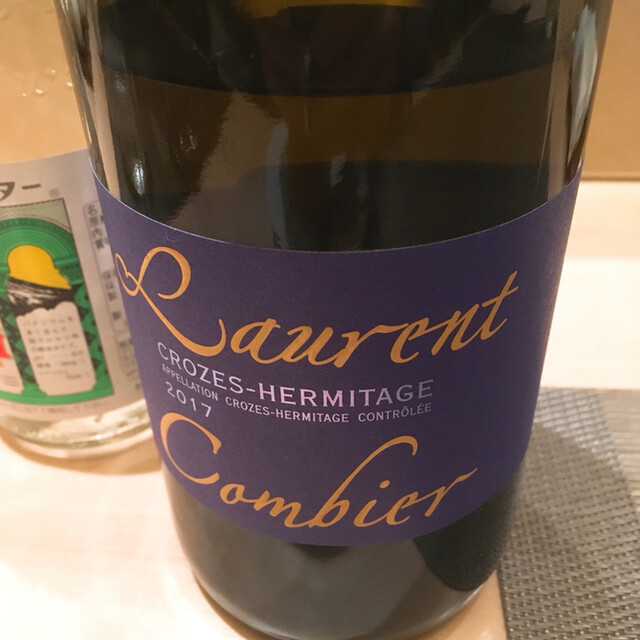 Laurent
CROZES-HERMITAGE
APPELLATION CROZES-HERMITAGE CONTRÔLÉE
2017
Combier
ター